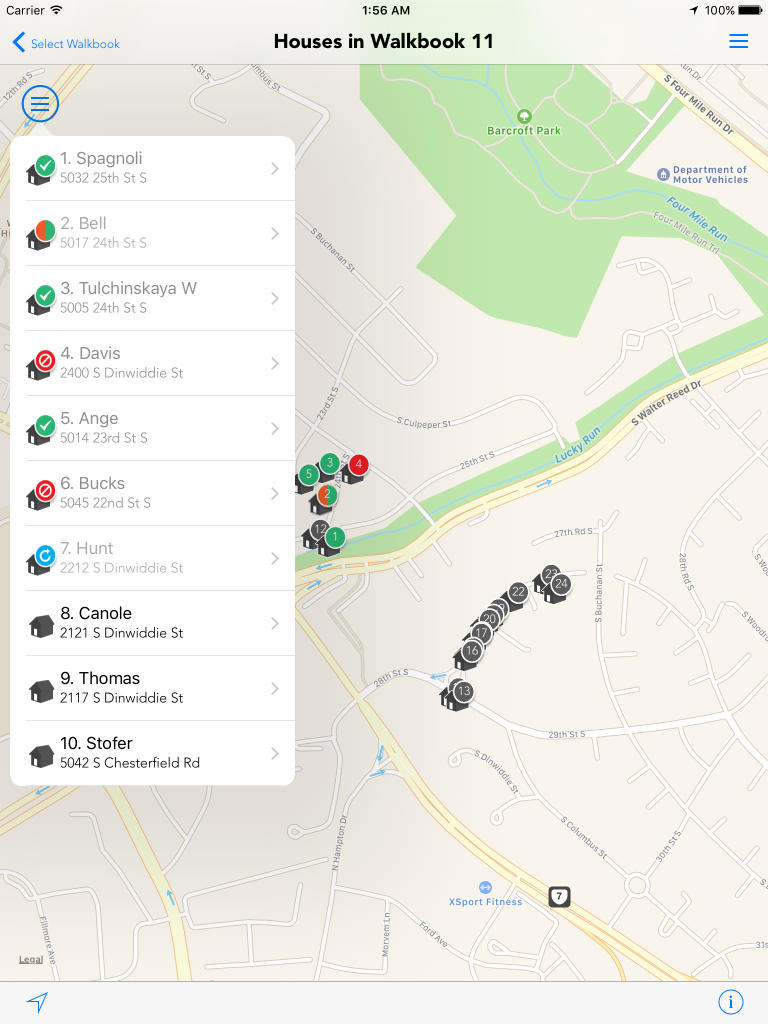 Carrier 1:56 AM 100%
Select Walkbook
Houses in Walkbook 11
12th Rd S
S Four Mile Run Dr
Barcroft Park
Department of
Motor Vehicles
Four Mile Run
Four Mile Run Trl
1. Spagnoli
5032 25th St S
2. Bell
5017 24th St S
3. Tulchinskaya W
5005 24th St S
4. Davis
2400 S Dinwiddie St
5. Ange
5014 23rd St S
6. Bucks
5045 22nd St S
7. Hunt
2212 S Dinwiddie St
8. Canole
2121 S Dinwiddie St
9. Thomas
2117 S Dinwiddie St
10. Stofer
5042 S Chesterfield Rd
S Buchanan St
23rd St S
S Culpeper St
S Walter Reed Dr
Lucky Run
25th St S
3
4
5
2
12
1
27th Rd S
28th Rd S
S Buchanan St
23
24
22
20
17
16
13
28th St S
29th St S
S Dinwiddie St
S Columbus St
30th St S
N Hampton Dr
XSport Fitness
7
Ford Ave
Morvem Ln
Fillmore Ave
Legal